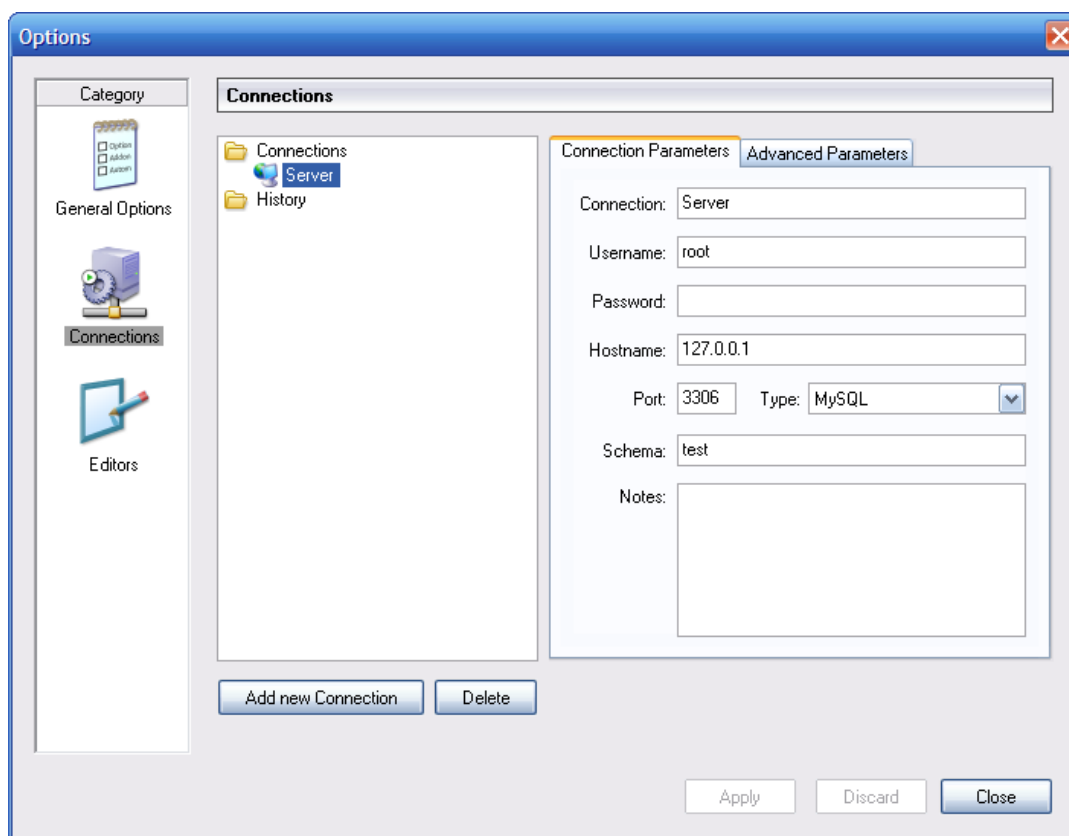 Options
Category
Connections
Option
Addon
General Options
Connections
Editors
Connections
Server
History
Add new Connection
Delete
Connection Parameters
Advanced Parameters
Connection: Server
Username: root
Password:
Hostname: 127.0.0.1
Port: 3306 Type: MySQL
Schema: test
Notes:
Apply
Discard
Close